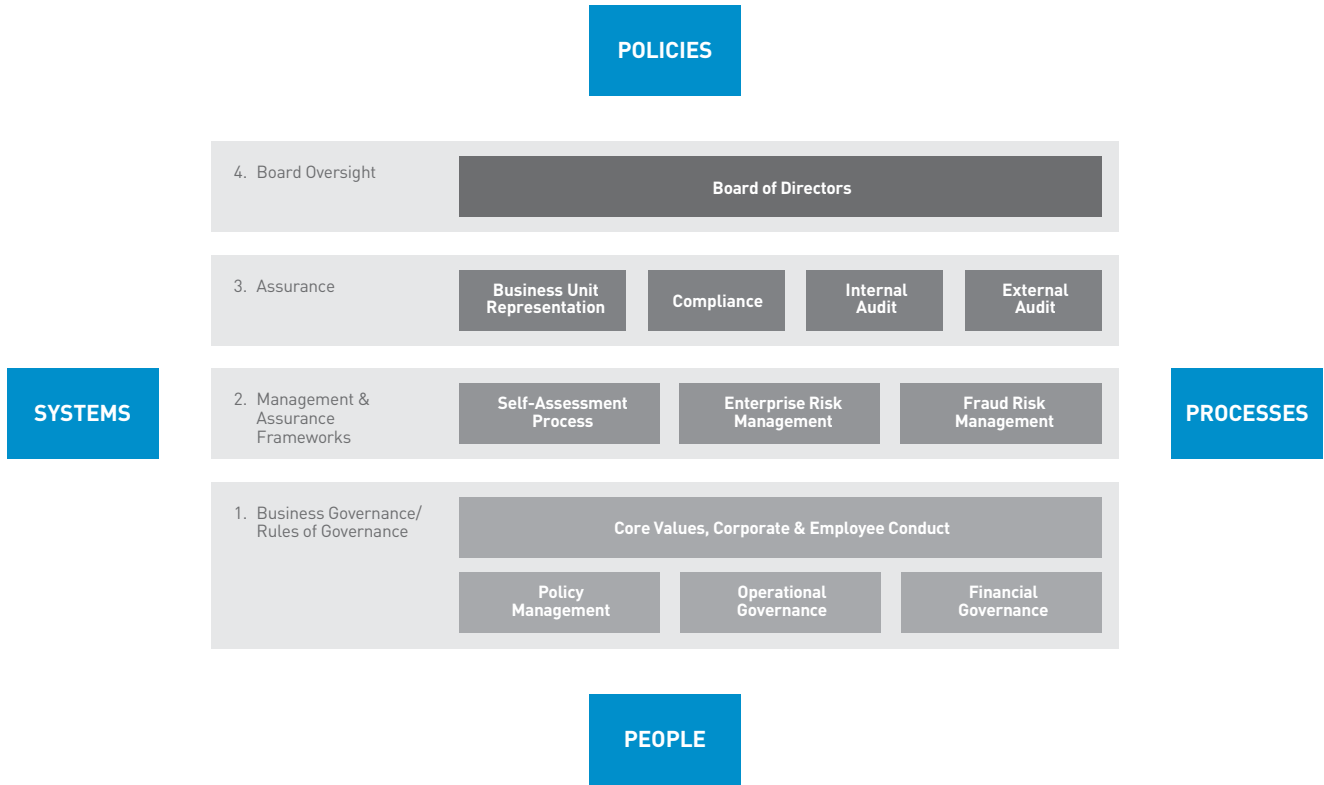 POLICIES
4. Board Oversight
Board of Directors
3. Assurance
Business Unit
Representation
Compliance
Internal
Audit
External
Audit
SYSTEMS
2. Management &
Assurance
Frameworks
Self-Assessment
Process
Enterprise Risk
Management
Fraud Risk
Management
PROCESSES
1. Business Governance/
Rules of Governance
Core Values, Corporate & Employee Conduct
Policy
Management
Operational
Governance
Financial
Governance
PEOPLE